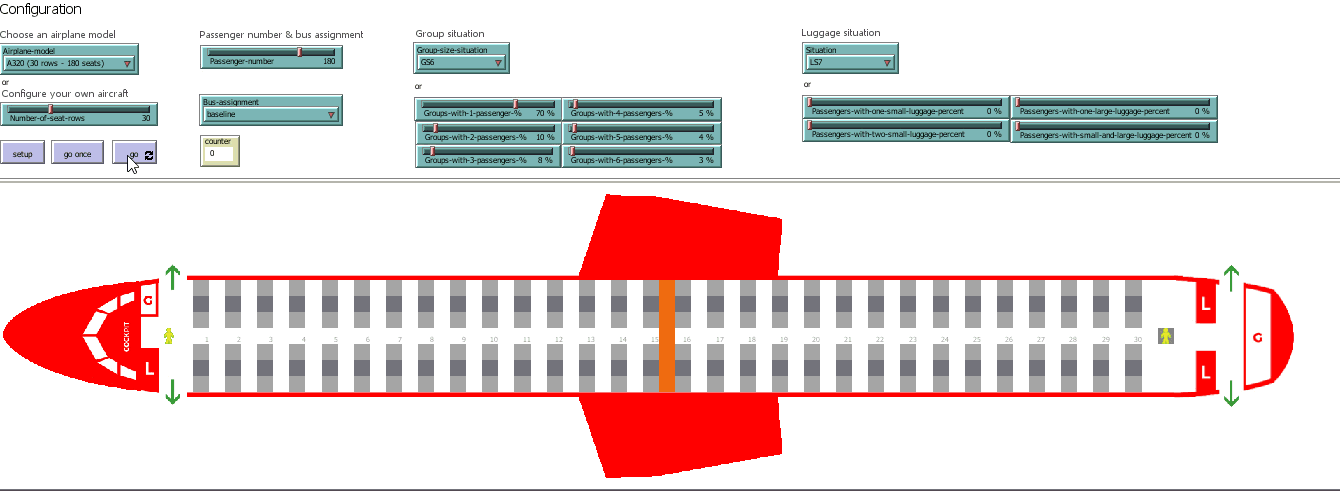 Configuration
Choose an airplane model
Airplane-model
A320 (30 rows - 180 seats)
or
Configure your own aircraft
Number-of-seat-rows 30
setup
go once
go
Passenger number & bus assignment
Passenger-number 180
Bus-assignment
baseline
counter
0
Group situation
Group-size-situation
GS6
or
Groups-with-1-passenger-% 70 %
Groups-with-4-passengers-% 5 %
Groups-with-2-passengers-% 10 %
Groups-with-5-passengers-% 4 %
Groups-with-3-passengers-% 8 %
Groups-with-6-passengers-% 3 %
Luggage situation
Situation
LS7
or
Passengers-with-one-small-luggage-percent 0 %
Passengers-with-one-large-luggage-percent 0 %
Passengers-with-two-small-luggage-percent 0 %
Passengers-with-small-and-large-luggage-percent 0 %
G
COCKPIT
L
1 2 3 4 5 6 7 8 9 10 11 12 13 14 15 16 17 18 19 20 21 22 23 24 25 26 27 28 29 30
L
L
G